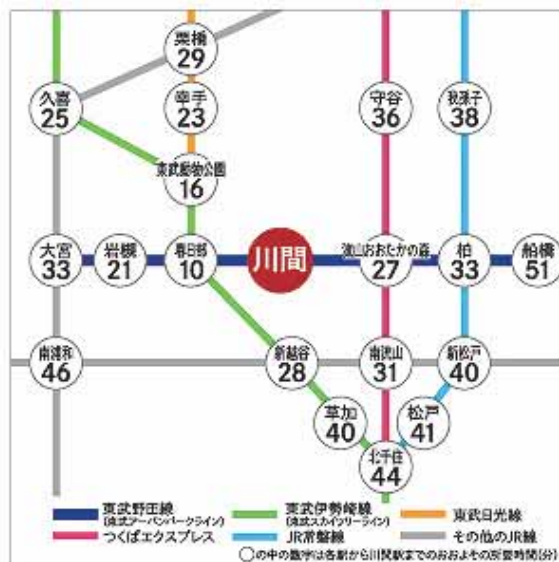 栗橋
29
久喜
25
幸手
23
守谷
36
我孫子
38
東武動物公園
16
大宮
33
岩槻
21
春日部
10
川間
流山おおたかの森
27
柏
33
船橋
51
南浦和
46
新越谷
28
南流山
31
新松戸
40
草加
40
松戸
41
北千住
44
東武野田線
(東武アーバンパークライン)
東武伊勢崎線
(東武スカイツリーライン)
東武日光線
つくばエクスプレス
JR常磐線
その他のJR線
◯の中の数字は各駅から川間駅までのおおよその所要時間(分)